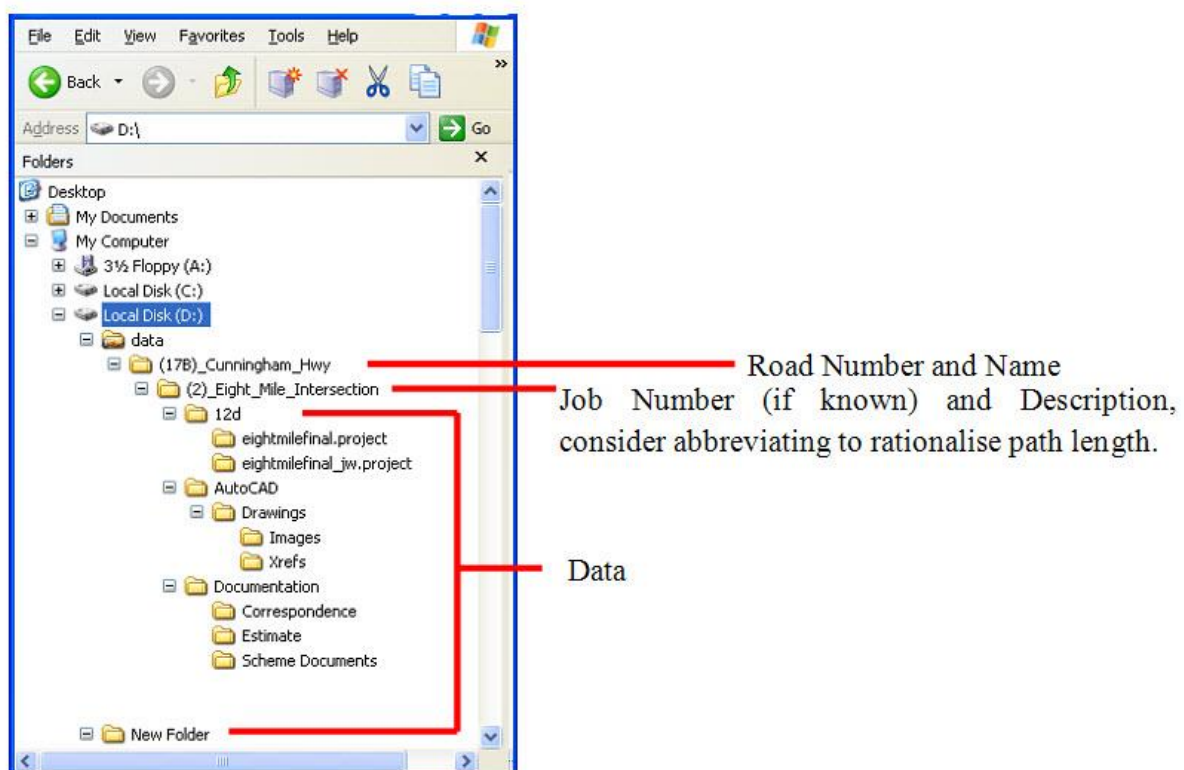 File Edit View Favorites Tools Help
Back
Address D:\ Go
Folders
Desktop
My Documents
My Computer
3½ Floppy (A:)
Local Disk (C:)
Local Disk (D:)
data
(17B)_Cunningham_Hwy
(2)_Eight_Mile_Intersection
12d
eightmilefinal.project
eightmilefinal_jw.project
AutoCAD
Drawings
Images
Xrefs
Documentation
Correspondence
Estimate
Scheme Documents
New Folder
Road Number and Name
Job Number (if known) and Description,
consider abbreviating to rationalise path length.
Data